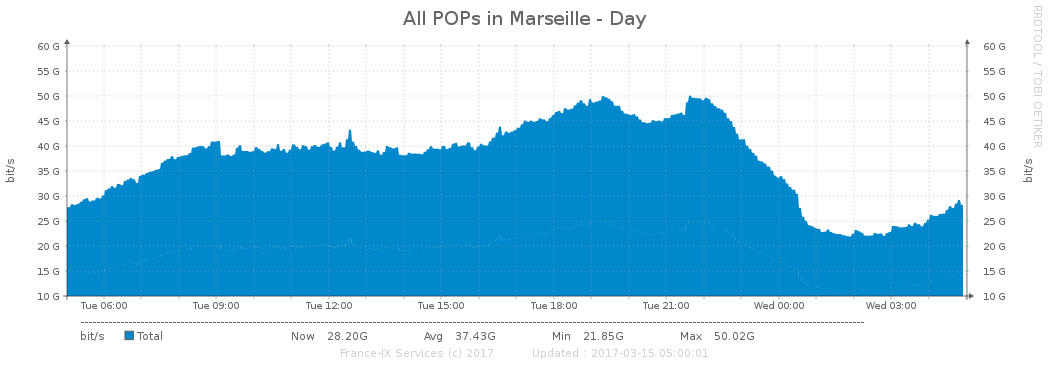 All POPs in Marseille - Day
RRDTOOL / TOBI OETIKER
60 G 60 G
55 G 55 G
50 G 50 G
45 G 45 G
40 G 40 G
35 G 35 G
30 G 30 G
25 G 25 G
20 G 20 G
15 G 15 G
10 G 10 G
bit/s
bit/s
Tue 06:00 Tue 09:00 Tue 12:00 Tue 15:00 Tue 18:00 Tue 21:00 Wed 00:00 Wed 03:00
bit/s Total Now 28.20G Avg 37.43G Min 21.85G Max 50.02G
France-IX Services (c) 2017 Updated : 2017-03-15 05:00:01